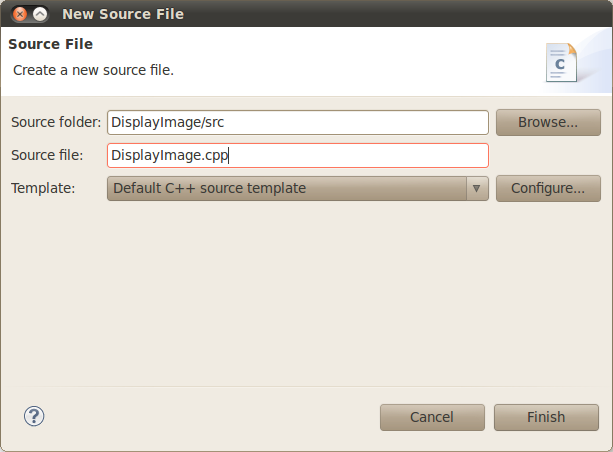 New Source File
Source File
Create a new source file.
C
Source folder: DisplayImage/src Browse...
Source file: DisplayImage.cpp
Template: Default C++ source template Configure...
? Cancel Finish